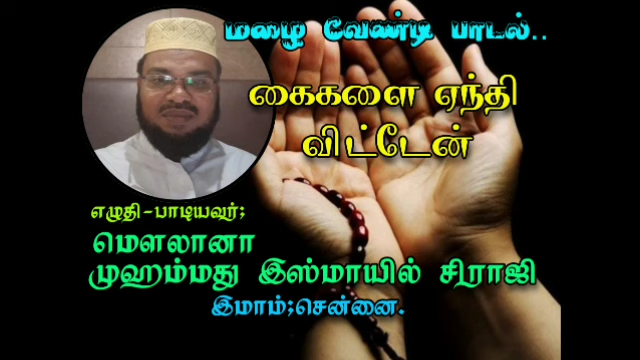 மழை வேண்டி பாடல்..
கைகளை ஏந்தி
விட்டேன்
எழுதி-பாடியவர்;
மௌலானா
முஹம்மது இஸ்மாயில் சிராஜி
இமாம்;சென்னை.